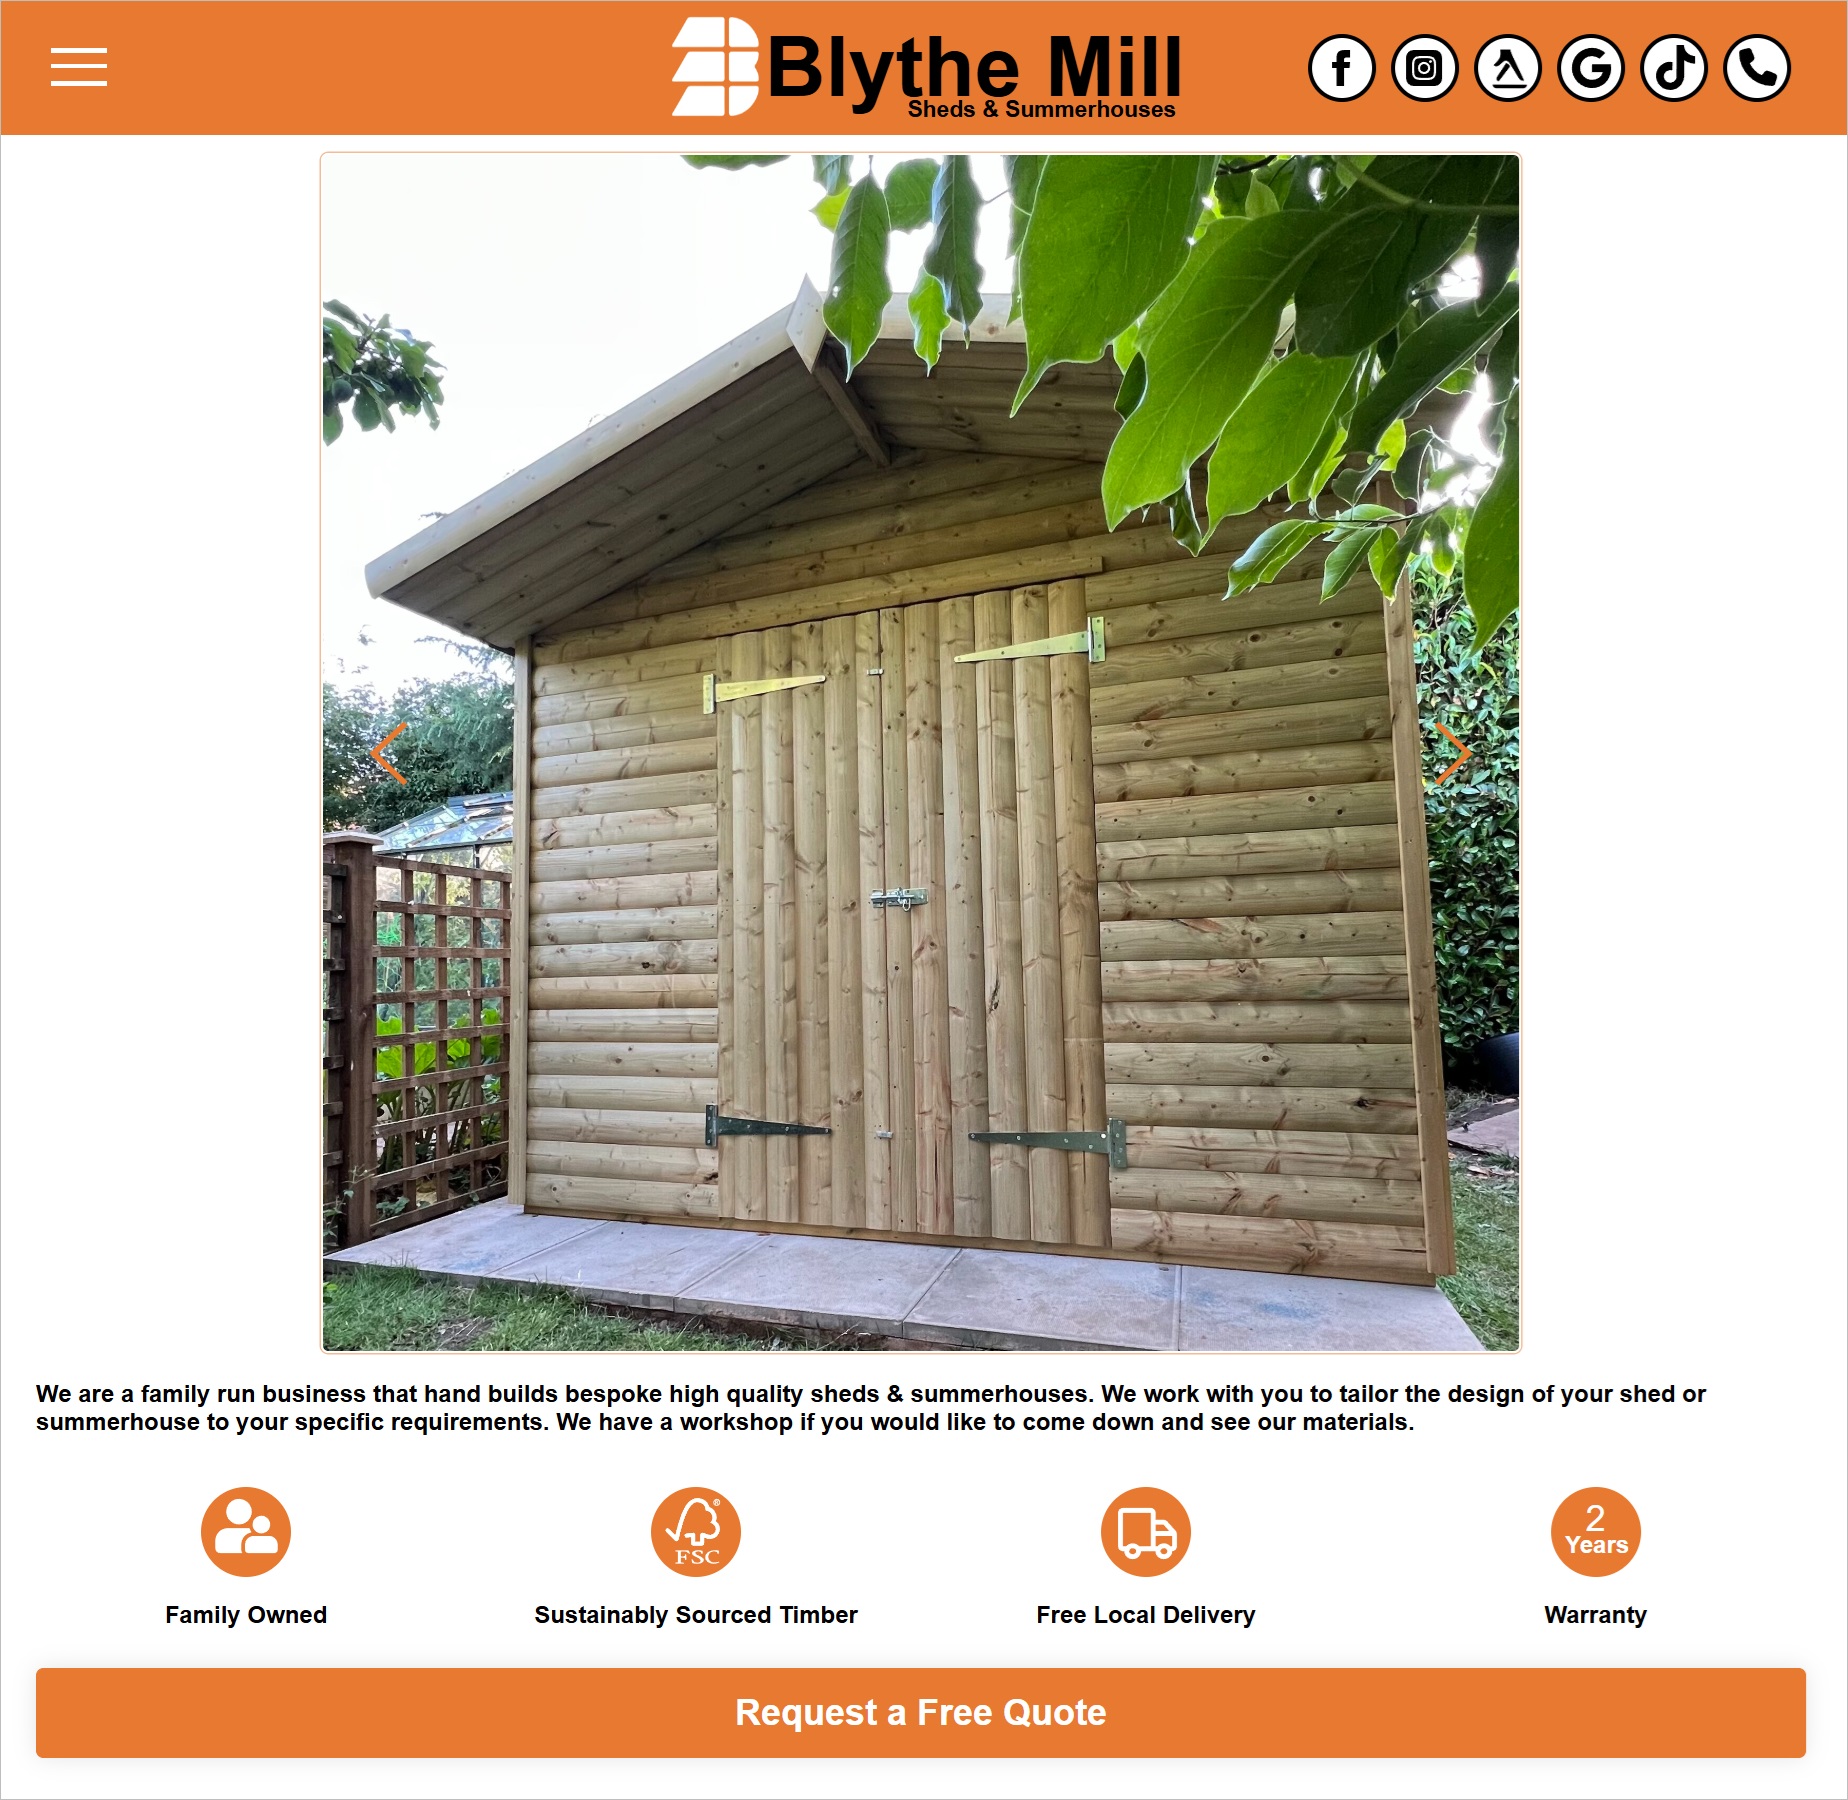 Blythe Mill
Sheds & Summerhouses
We are a family run business that hand builds bespoke high quality sheds & summerhouses. We work with you to tailor the design of your shed or
summerhouse to your specific requirements. We have a workshop if you would like to come down and see our materials.
FSC®
2
Years
Family Owned
Sustainably Sourced Timber
Free Local Delivery
Warranty
Request a Free Quote